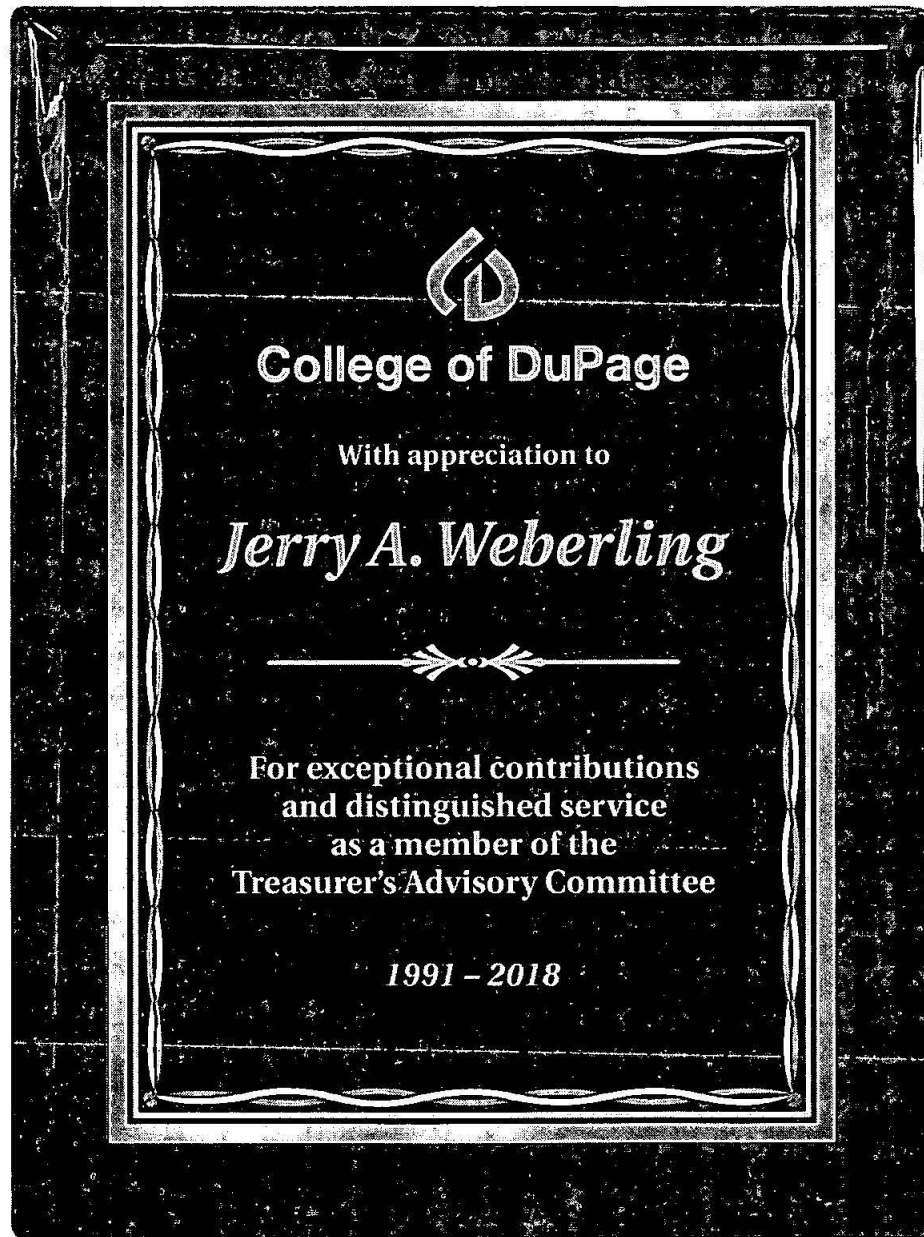 College of DuPage
With appreciation to
Jerry A. Weberling
For exceptional contributions
and distinguished service
as a member of the
Treasurer's Advisory Committee
1991 – 2018